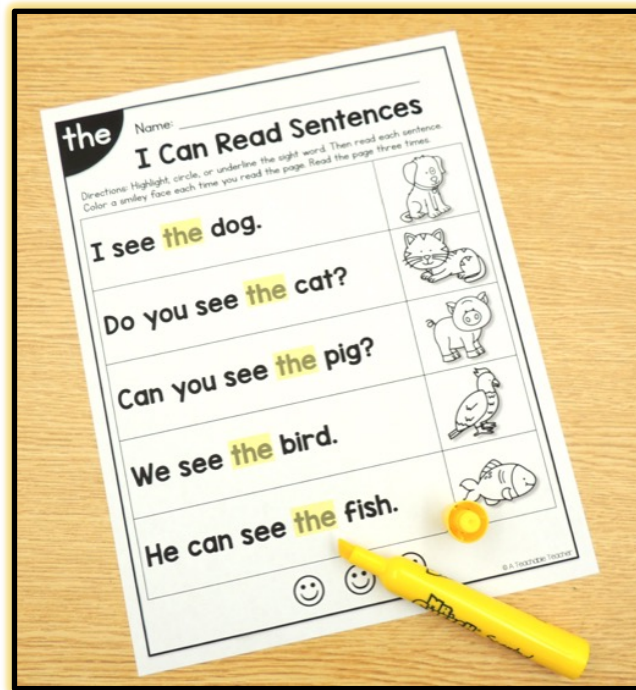 the
Name:
I Can Read Sentences
Directions: Highlight, circle, or underline the sight word. Then read each sentence.
Color a smiley face each time you read the page. Read the page three times.
I see the dog.
Do you see the cat?
Can you see the pig?
We see the bird.
He can see the fish.
© A Teachable Teacher